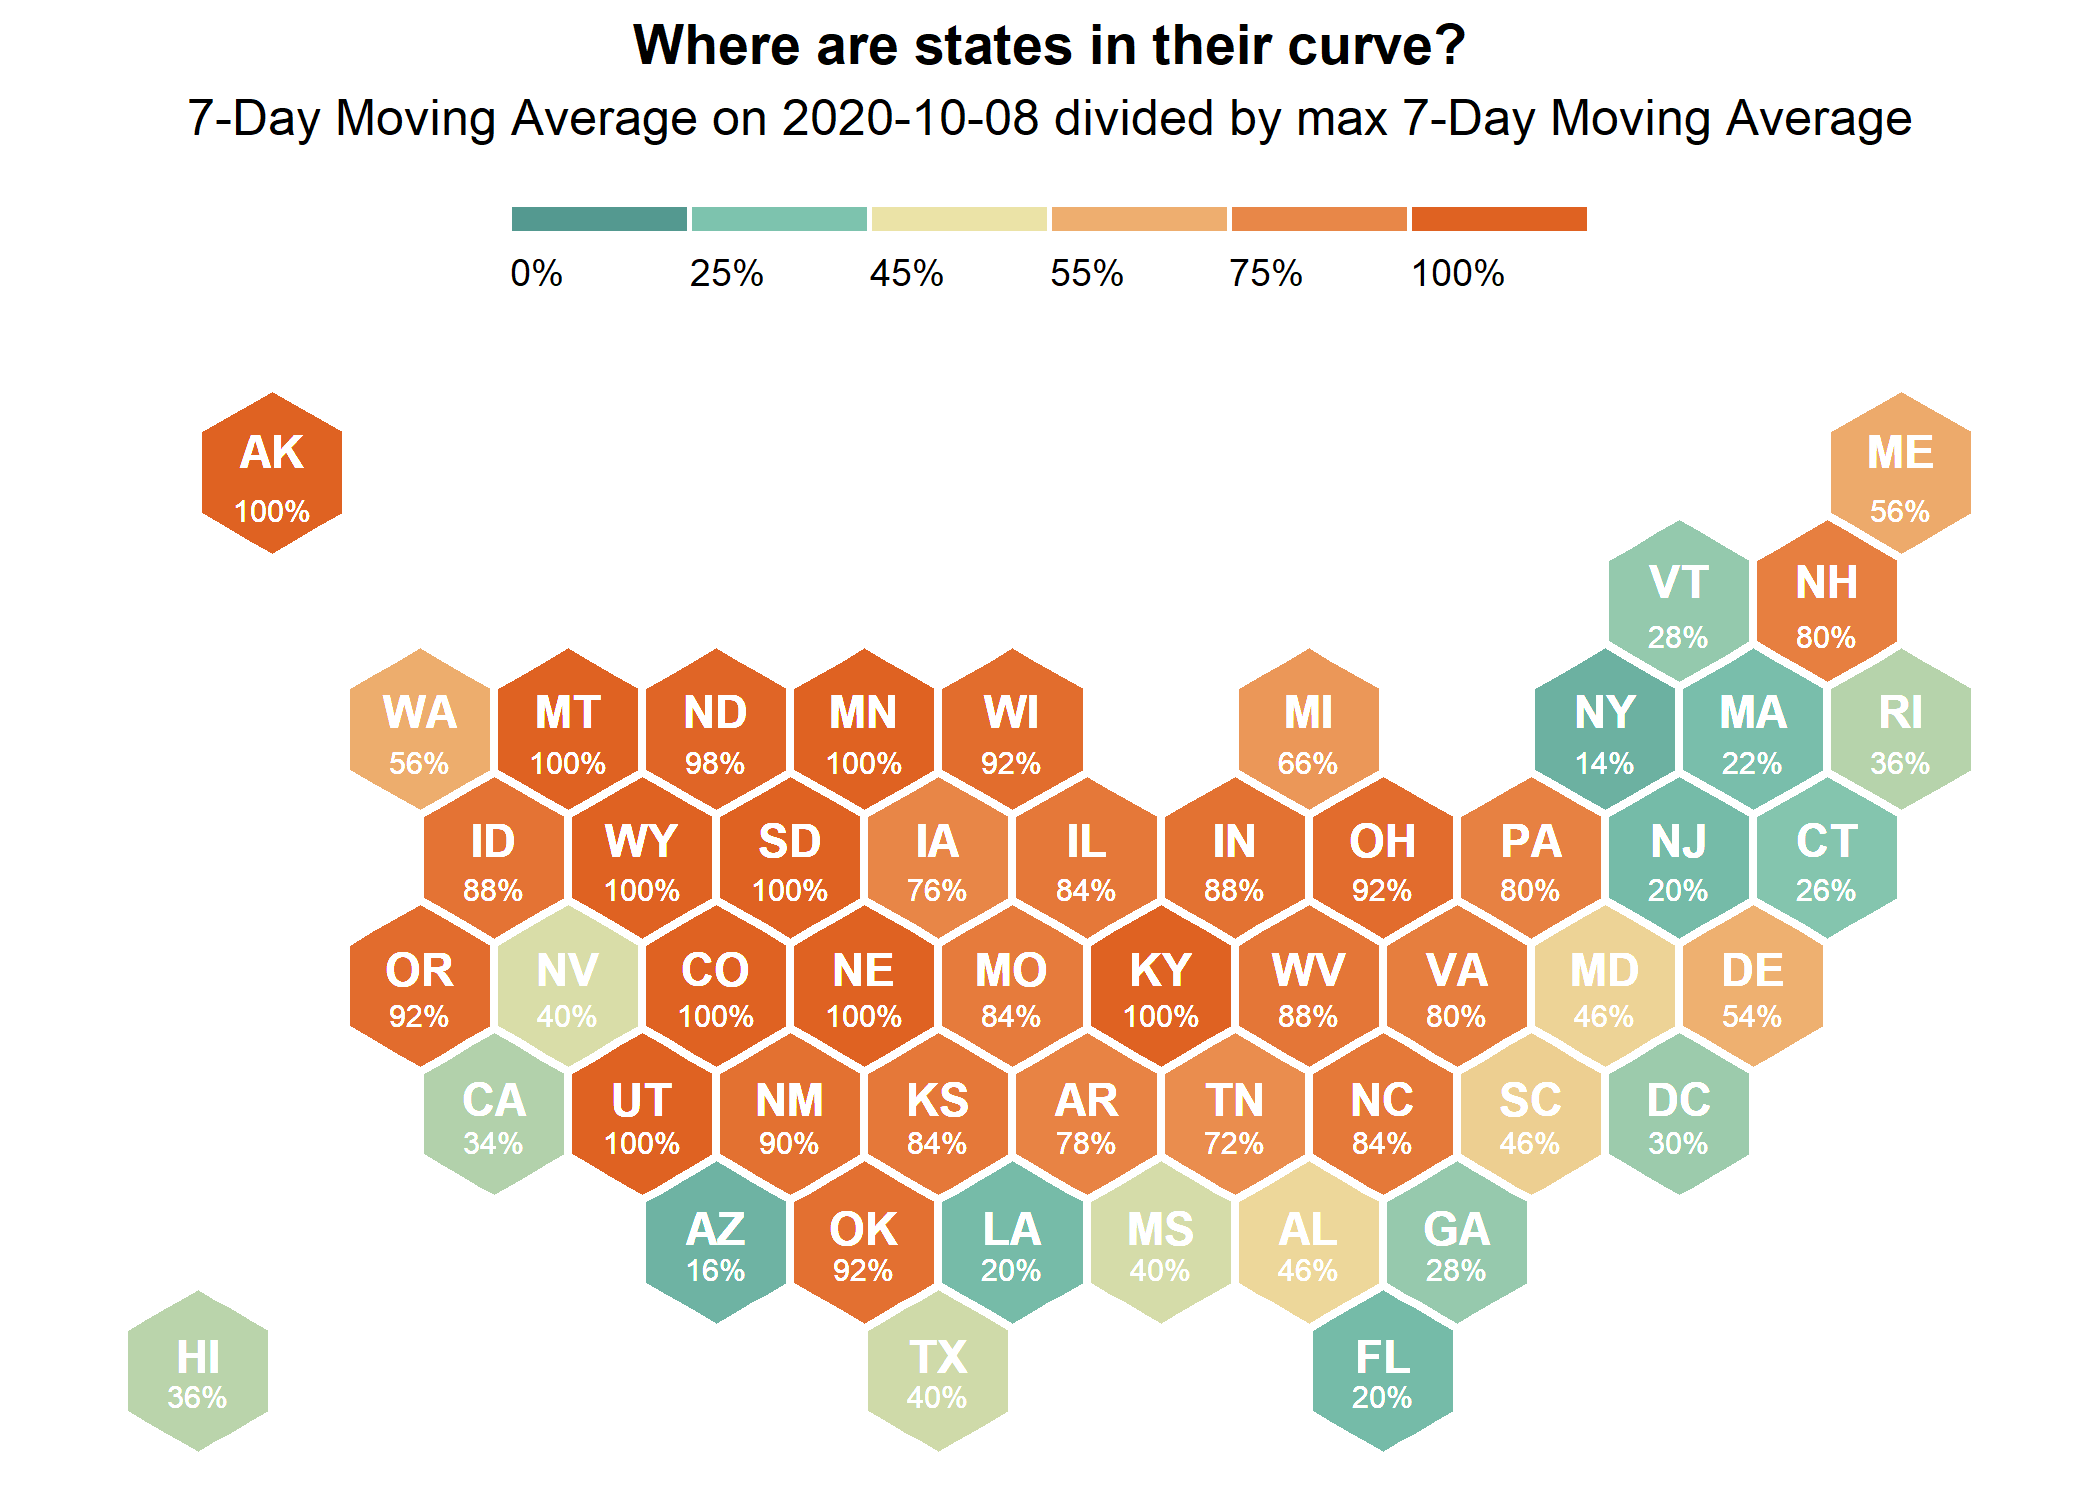 Where are states in their curve?
7-Day Moving Average on 2020-10-08 divided by max 7-Day Moving Average
0% 25% 45% 55% 75% 100%
AK ME
100% 56%
VT NH
28% 80%
WA MT ND MN WI MI NY MA RI
56% 100% 98% 100% 92% 66% 14% 22% 36%
ID WY SD IA IL IN OH PA NJ CT
88% 100% 100% 76% 84% 88% 92% 80% 20% 26%
OR NV CO NE MO KY WV VA MD DE
92% 40% 100% 100% 84% 100% 88% 80% 46% 54%
CA UT NM KS AR TN NC SC DC
34% 100% 90% 84% 78% 72% 84% 46% 30%
AZ OK LA MS AL GA
16% 92% 20% 40% 46% 28%
HI TX FL
36% 40% 20%